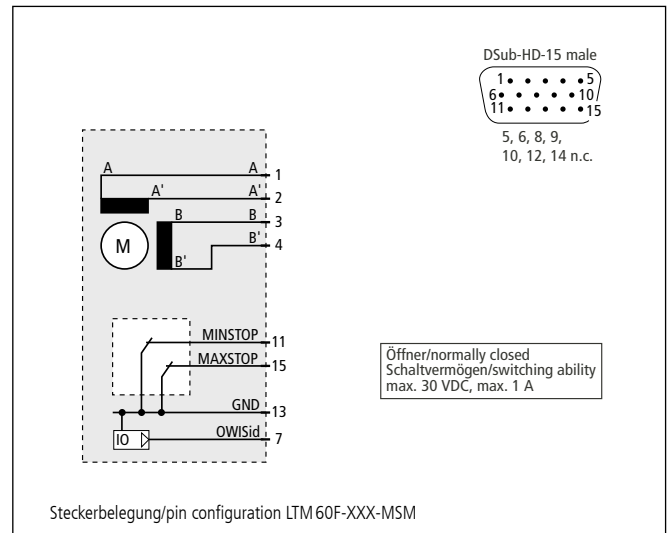 DSub-HD-15 male
1 5
6 10
11 15
5, 6, 8, 9,
10, 12, 14 n.c.
A A 1
A' A' 2
B B 3
B' 4
M
B'
MINSTOP 11
MAXSTOP 15
GND 13
IO OWISid 7
Öffner/normally closed
Schaltvermögen/switching ability
max. 30 VDC, max. 1 A
Steckerbelegung/pin configuration LTM 60F-XXX-MSM